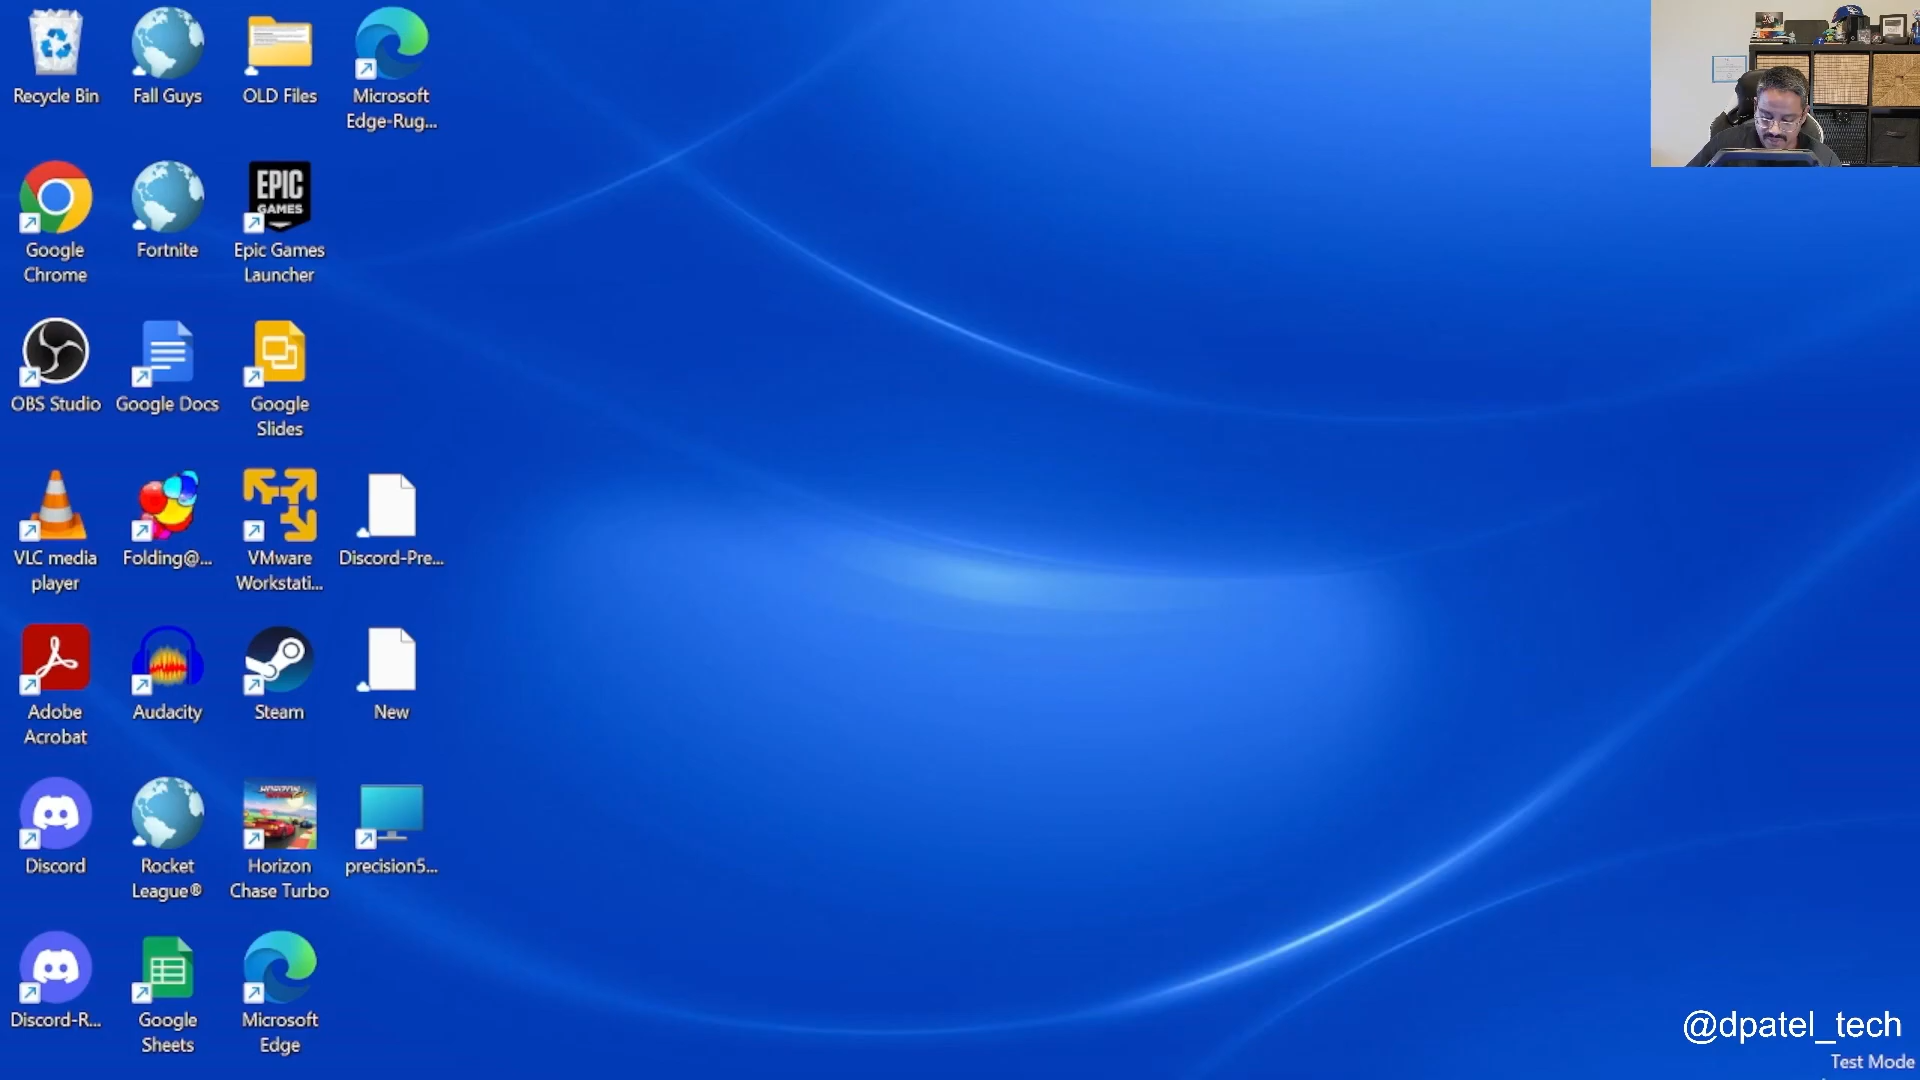 Recycle Bin
Fall Guys
OLD Files
Microsoft
Edge-Rug...
EPIC
GAMES
Google
Chrome
Fortnite
Epic Games
Launcher
OBS Studio
Google Docs
Google
Slides
VLC media
player
Folding@...
VMware
Workstati...
Discord-Pre...
Adobe
Acrobat
Audacity
Steam
New
Discord
Rocket
League®
Horizon
Chase Turbo
precision5...
Discord-R...
Google
Sheets
Microsoft
Edge
@dpatel_tech
Test Mode